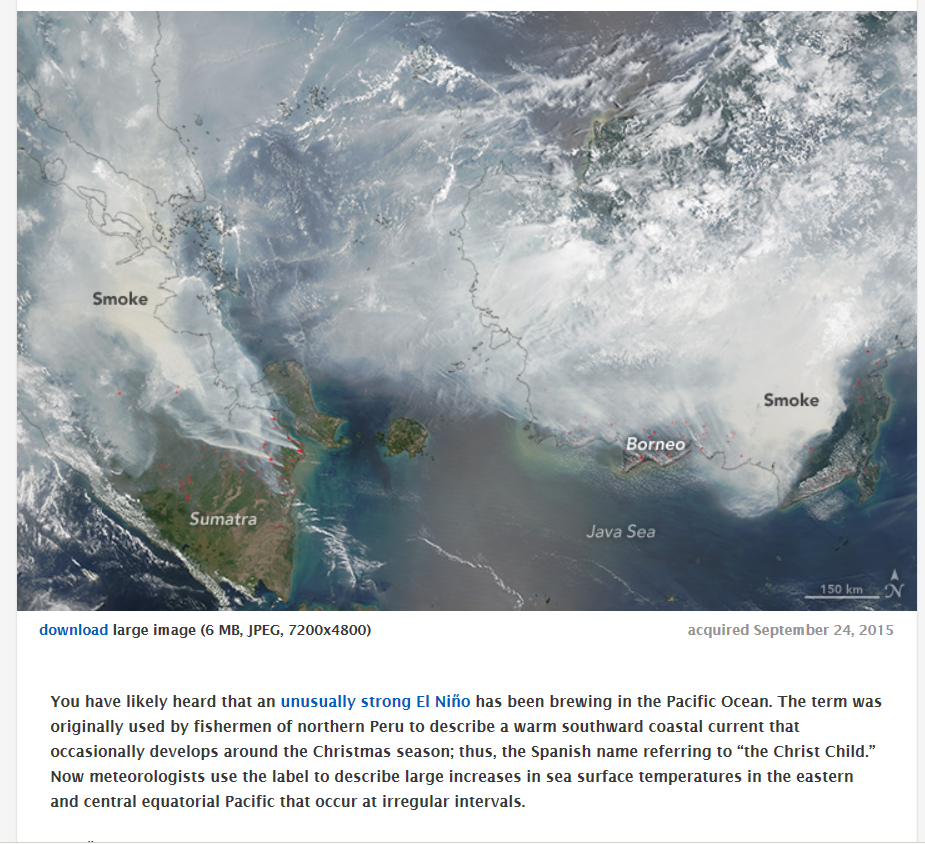 Smoke
Smoke
Borneo
Sumatra
Java Sea
150 km
N
download large image (6 MB, JPEG, 7200x4800)
acquired September 24, 2015
You have likely heard that an unusually strong El Niño has been brewing in the Pacific Ocean. The term was
originally used by fishermen of northern Peru to describe a warm southward coastal current that
occasionally develops around the Christmas season; thus, the Spanish name referring to “the Christ Child.”
Now meteorologists use the label to describe large increases in sea surface temperatures in the eastern
and central equatorial Pacific that occur at irregular intervals.